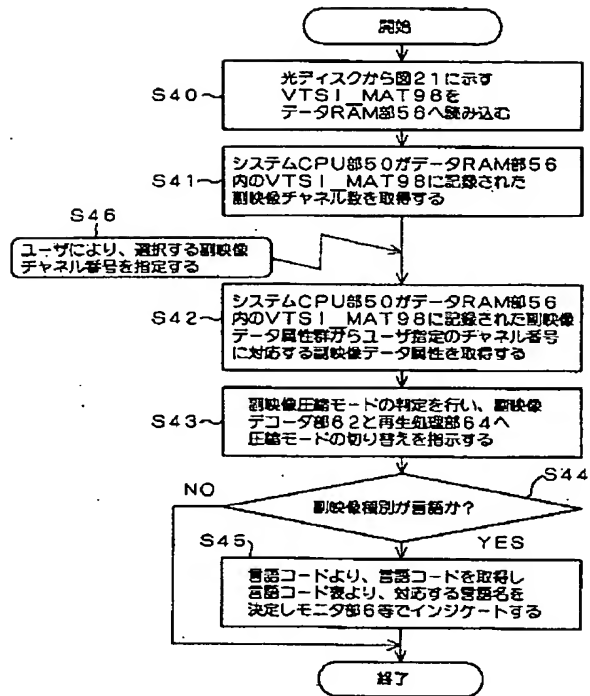 開始
S40
光ディスクから図21に示す
VTSI_MAT98を
データRAM部56へ読み込む
S41
システムCPU部50がデータRAM部56
内のVTSI_MAT98に記録された
副映像チャネル数を取得する
S46
ユーザにより、選択する副映像
チャネル番号を指定する
S42
システムCPU部50がデータRAM部56
内のVTSI_MAT98に記録された副映像
データ属性群からユーザ指定のチャネル番号
に対応する副映像データ属性を取得する
S43
副映像圧縮モードの判定を行い、副映像
デコーダ部62と再生処理部64へ
圧縮モードの切り替えを指示する
S44
NO
副映像種別が言語か?
S45
YES
言語コードより、言語コードを取得し
言語コード表より、対応する言語名を
決定しモニタ部6等でインジケートする
終了